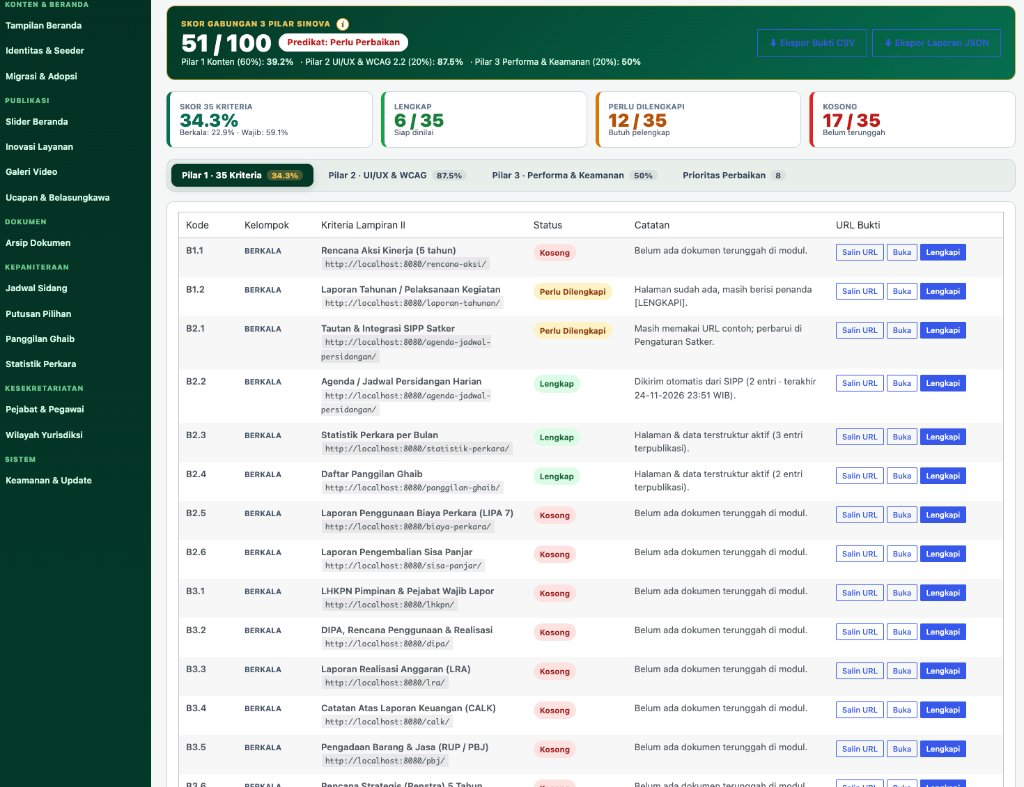 KONTEN & BERANDA
Tampilan Beranda
Identitas & Seeder
Migrasi & Adopsi
PUBLIKASI
Slider Beranda
Inovasi Layanan
Galeri Video
Ucapan & Belasungkawa
DOKUMEN
Arsip Dokumen
KEPANITERAAN
Jadwal Sidang
Putusan Pilihan
Panggilan Ghaib
Statistik Perkara
KESEKRETARIATAN
Pejabat & Pegawai
Wilayah Yurisdiksi
SISTEM
Keamanan & Update
SKOR GABUNGAN 3 PILAR SINOVA i
51 / 100 Predikat: Perlu Perbaikan
Pilar 1 Konten (60%): 39.2% · Pilar 2 UI/UX & WCAG 2.2 (20%): 87.5% · Pilar 3 Performa & Keamanan (20%): 50%
⬇ Ekspor Bukti CSV
⬇ Ekspor Laporan JSON
SKOR 35 KRITERIA
34.3%
Berkala: 22.9% · Wajib: 59.1%
LENGKAP
6 / 35
Siap dinilai
PERLU DILENGKAPI
12 / 35
Butuh pelengkap
KOSONG
17 / 35
Belum terunggah
Pilar 1 · 35 Kriteria 34.3%
Pilar 2 · UI/UX & WCAG 87.5%
Pilar 3 · Performa & Keamanan 50%
Prioritas Perbaikan 8
Kode Kelompok Kriteria Lampiran II Status Catatan URL Bukti
B1.1 BERKALA Rencana Aksi Kinerja (5 tahun) Kosong Belum ada dokumen terunggah di modul. Salin URL Buka Lengkapi
http://localhost:8080/rencana-aksi/
B1.2 BERKALA Laporan Tahunan / Pelaksanaan Kegiatan Perlu Dilengkapi Halaman sudah ada, masih berisi penanda Salin URL Buka Lengkapi
http://localhost:8080/laporan-tahunan/ [LENGKAPI].
B2.1 BERKALA Tautan & Integrasi SIPP Satker Perlu Dilengkapi Masih memakai URL contoh; perbarui di Salin URL Buka Lengkapi
http://localhost:8080/agenda-jadwal- Pengaturan Satker.
persidangan/
B2.2 BERKALA Agenda / Jadwal Persidangan Harian Lengkap Dikirim otomatis dari SIPP (2 entri · terakhir Salin URL Buka Lengkapi
http://localhost:8080/agenda-jadwal- 24-11-2026 23:51 WIB).
persidangan/
B2.3 BERKALA Statistik Perkara per Bulan Lengkap Halaman & data terstruktur aktif (3 entri Salin URL Buka Lengkapi
http://localhost:8080/statistik-perkara/ terpublikasi).
B2.4 BERKALA Daftar Panggilan Ghaib Lengkap Halaman & data terstruktur aktif (2 entri Salin URL Buka Lengkapi
http://localhost:8080/panggilan-ghaib/ terpublikasi).
B2.5 BERKALA Laporan Penggunaan Biaya Perkara (LIPA 7) Kosong Belum ada dokumen terunggah di modul. Salin URL Buka Lengkapi
http://localhost:8080/biaya-perkara/
B2.6 BERKALA Laporan Pengembalian Sisa Panjar Kosong Belum ada dokumen terunggah di modul. Salin URL Buka Lengkapi
http://localhost:8080/sisa-panjar/
B3.1 BERKALA LHKPN Pimpinan & Pejabat Wajib Lapor Kosong Belum ada dokumen terunggah di modul. Salin URL Buka Lengkapi
http://localhost:8080/lhkpn/
B3.2 BERKALA DIPA, Rencana Penggunaan & Realisasi Kosong Belum ada dokumen terunggah di modul. Salin URL Buka Lengkapi
http://localhost:8080/dipa/
B3.3 BERKALA Laporan Realisasi Anggaran (LRA) Kosong Belum ada dokumen terunggah di modul. Salin URL Buka Lengkapi
http://localhost:8080/lra/
B3.4 BERKALA Catatan Atas Laporan Keuangan (CALK) Kosong Belum ada dokumen terunggah di modul. Salin URL Buka Lengkapi
http://localhost:8080/calk/
B3.5 BERKALA Pengadaan Barang & Jasa (RUP / PBJ) Kosong Belum ada dokumen terunggah di modul. Salin URL Buka Lengkapi
http://localhost:8080/pbj/
B3.6 BERKALA Rencana Strategis (Renstra) 5 Tahun Kosong Belum ada dokumen terunggah di modul. Salin URL Buka Lengkapi